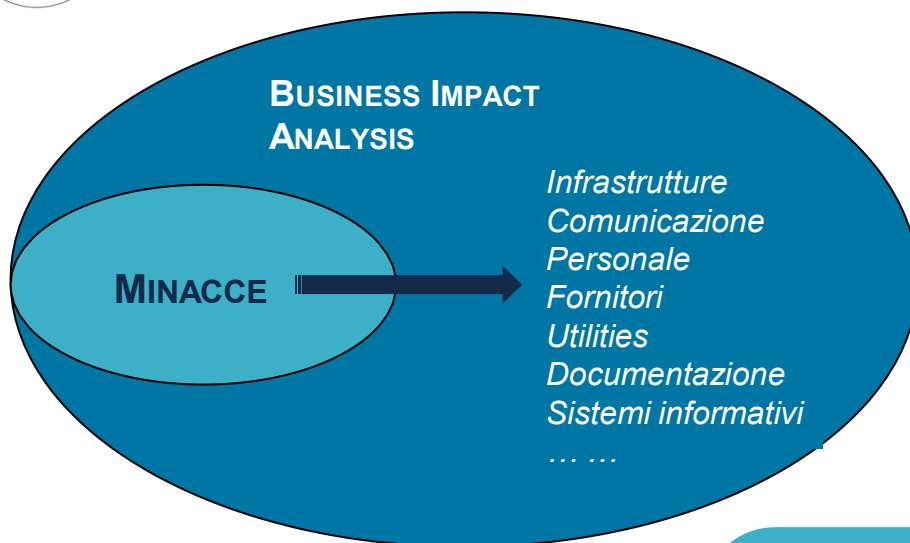 BUSINESS IMPACT
ANALYSIS
MINACCE
Infrastrutture
Comunicazione
Personale
Fornitori
Utilities
Documentazione
Sistemi informativi
… …